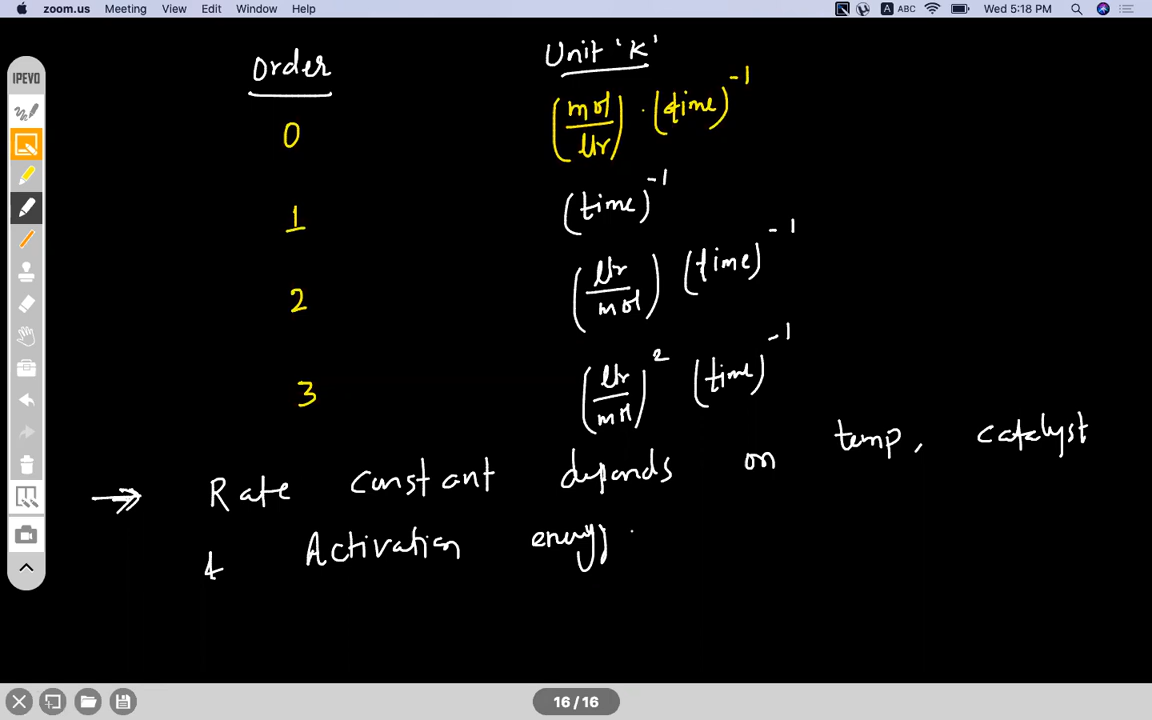 zoom.us Meeting View Edit Window Help A ABC Wed 5:18 PM
IPEVO
Order Unit 'K'
0 (mol/ltr) · (time)⁻¹
1 (time)⁻¹
2 (ltr/mol) (time)⁻¹
3 (ltr/mol)² (time)⁻¹
→ Rate constant depends on temp, catalyst
& Activation energy.
16 / 16